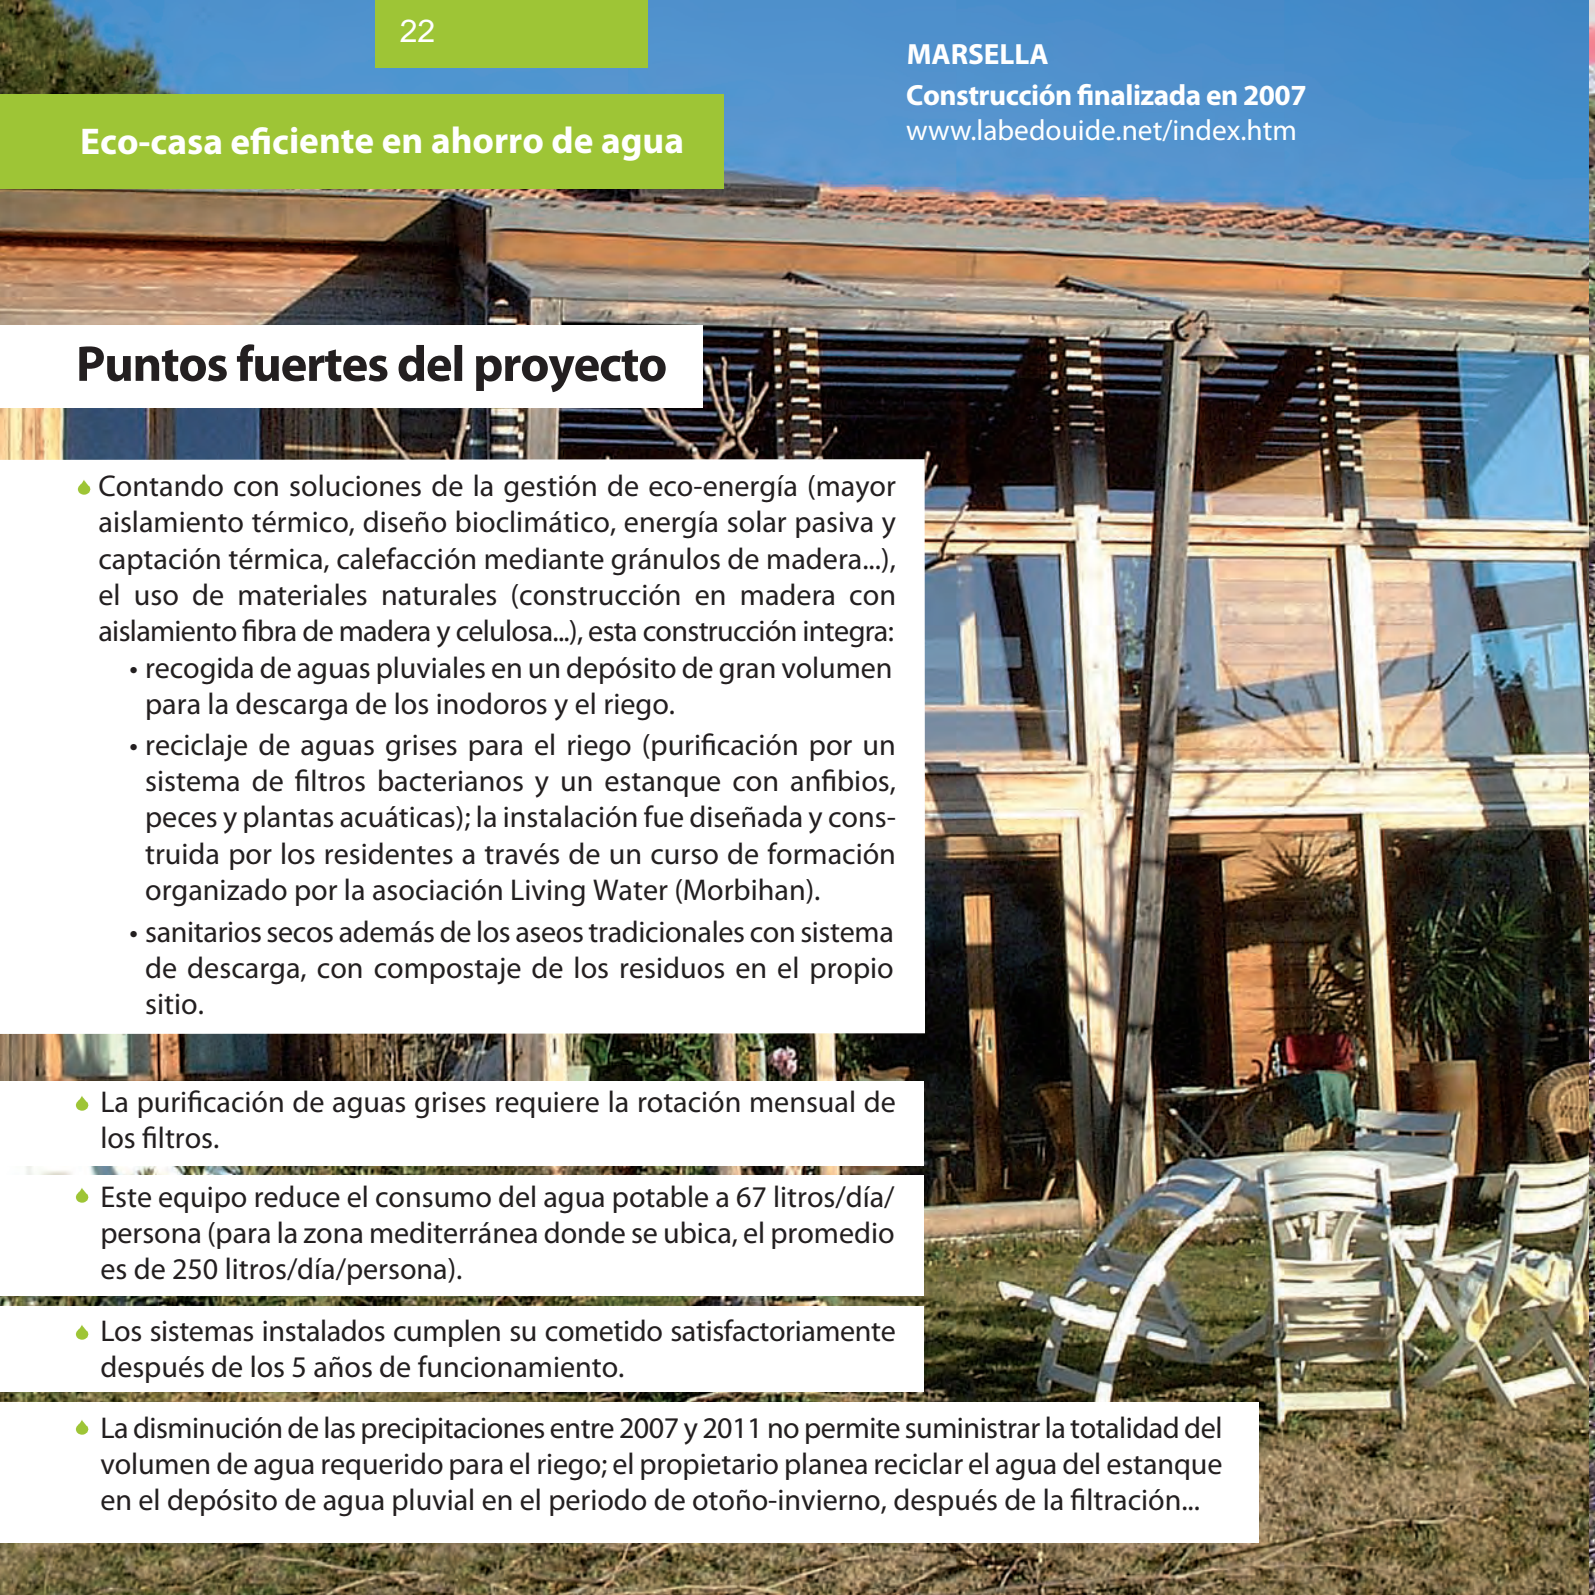 22
MARSELLA
Construcción finalizada en 2007
www.labedouide.net/index.htm
Eco-casa eficiente en ahorro de agua
Puntos fuertes del proyecto
Contando con soluciones de la gestión de eco-energía (mayor
aislamiento térmico, diseño bioclimático, energía solar pasiva y
captación térmica, calefacción mediante gránulos de madera...),
el uso de materiales naturales (construcción en madera con
aislamiento fibra de madera y celulosa...), esta construcción integra:
• recogida de aguas pluviales en un depósito de gran volumen
para la descarga de los inodoros y el riego.
• reciclaje de aguas grises para el riego (purificación por un
sistema de filtros bacterianos y un estanque con anfibios,
peces y plantas acuáticas); la instalación fue diseñada y cons-
truida por los residentes a través de un curso de formación
organizado por la asociación Living Water (Morbihan).
• sanitarios secos además de los aseos tradicionales con sistema
de descarga, con compostaje de los residuos en el propio
sitio.
La purificación de aguas grises requiere la rotación mensual de
los filtros.
Este equipo reduce el consumo del agua potable a 67 litros/día/
persona (para la zona mediterránea donde se ubica, el promedio
es de 250 litros/día/persona).
Los sistemas instalados cumplen su cometido satisfactoriamente
después de los 5 años de funcionamiento.
La disminución de las precipitaciones entre 2007 y 2011 no permite suministrar la totalidad del
volumen de agua requerido para el riego; el propietario planea reciclar el agua del estanque
en el depósito de agua pluvial en el periodo de otoño-invierno, después de la filtración...